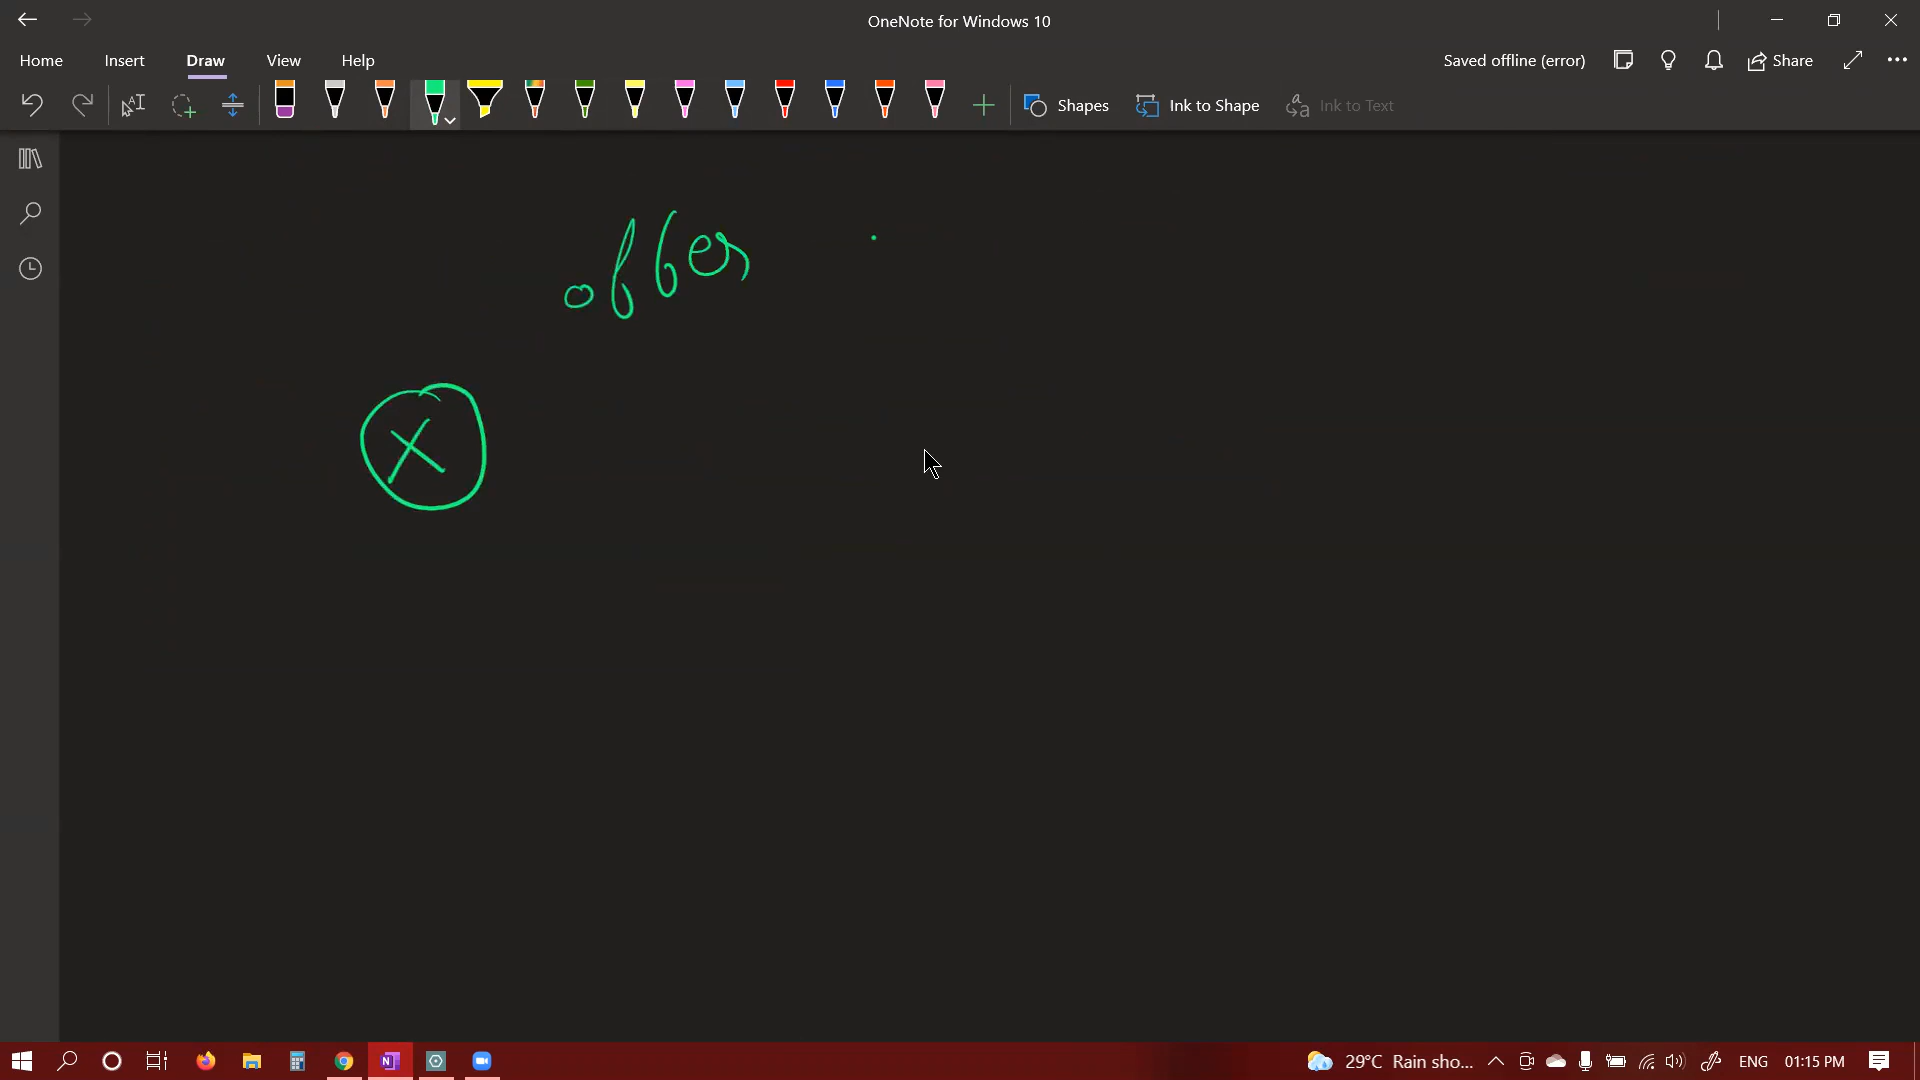 OneNote for Windows 10
Home Insert Draw View Help Saved offline (error) Share
Shapes Ink to Shape Ink to Text
offer
X
29°C Rain sho... ENG 01:15 PM